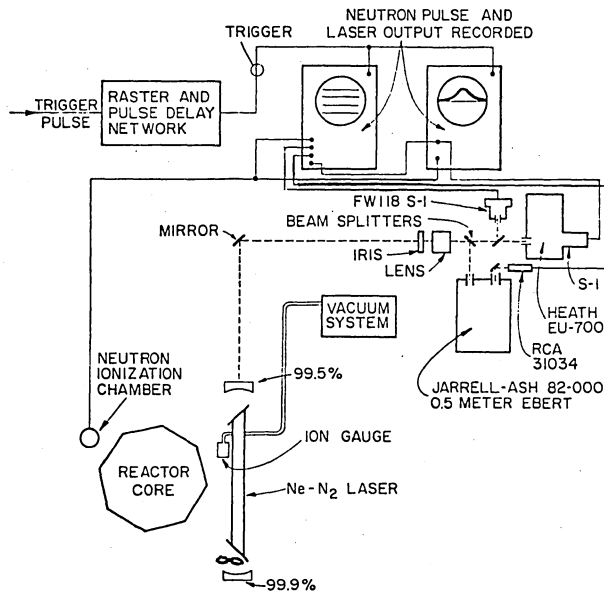 NEUTRON PULSE AND
LASER OUTPUT RECORDED
TRIGGER
TRIGGER
PULSE
RASTER AND
PULSE DELAY
NETWORK
FW118 S-1
BEAM SPLITTERS
MIRROR
IRIS
LENS
S-1
HEATH
EU-700
RCA
31034
JARRELL-ASH 82-000
0.5 METER EBERT
VACUUM
SYSTEM
NEUTRON
IONIZATION
CHAMBER
99.5%
ION GAUGE
REACTOR
CORE
Ne-N₂ LASER
99.9%